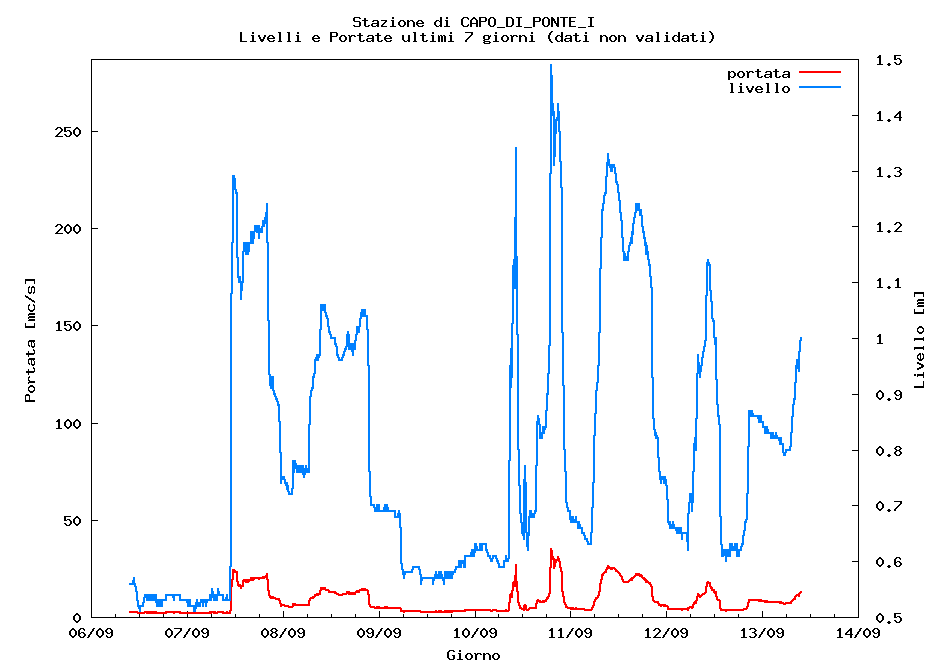 Stazione di CAPO_DI_PONTE_I
Livelli e Portate ultimi 7 giorni (dati non validati)
portata
livello
Portata [mc/s]
250
200
150
100
50
0
1.5
1.4
1.3
1.2
1.1
1
0.9
0.8
0.7
0.6
0.5
Livello [m]
06/09 07/09 08/09 09/09 10/09 11/09 12/09 13/09 14/09
Giorno